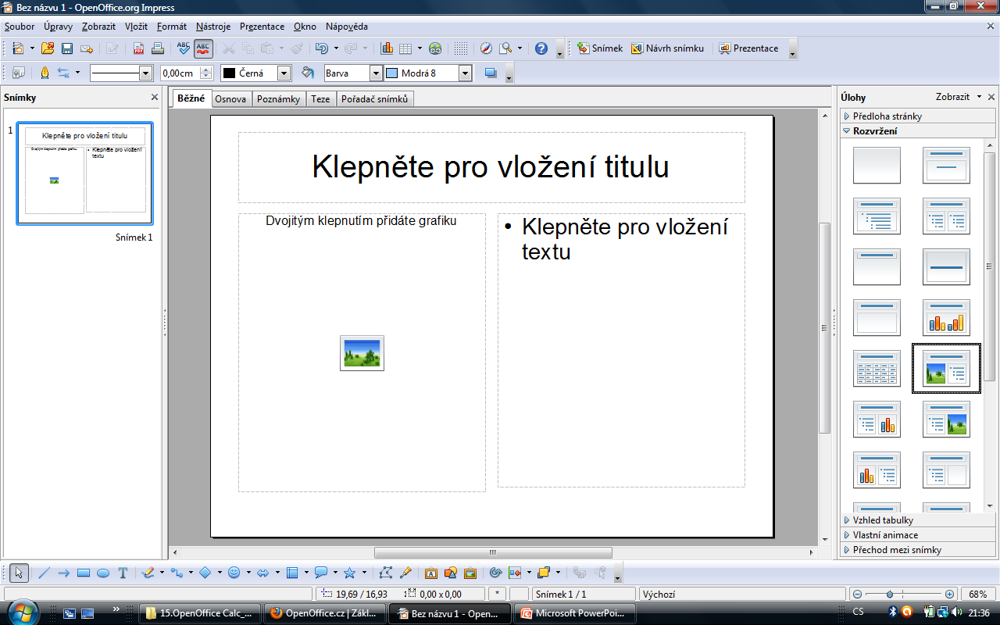 Bez názvu 1 - OpenOffice.org Impress
Soubor Úpravy Zobrazit Vložit Formát Nástroje Prezentace Okno Nápověda
Snímek Návrh snímku Prezentace
0,00cm Černá Barva Modrá 8
Snímky
Běžné Osnova Poznámky Teze Pořadač snímků
Úlohy Zobrazit
Předloha stránky
Rozvržení
1
Klepněte pro vložení titulu
Dvojitým klepnutím přidáte grafiku
• Klepněte pro vložení
textu
Snímek 1
Klepněte pro vložení titulu
Dvojitým klepnutím přidáte grafiku
• Klepněte pro vložení
textu
Vzhled tabulky
Vlastní animace
Přechod mezi snímky
19,69 / 16,93 0,00 x 0,00 * Snímek 1 / 1 Výchozí 68%
15.OpenOffice Calc_... OpenOffice.cz | Zákl... Bez názvu 1 - Open... Microsoft PowerPoi... CS 21:36